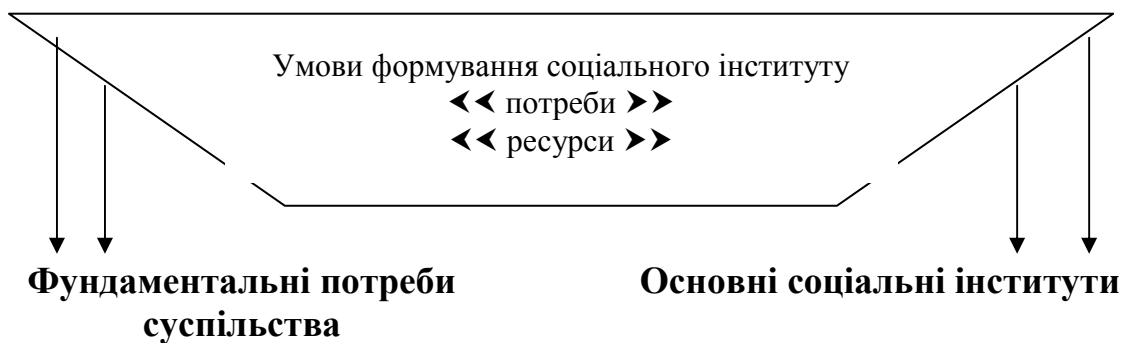 Умови формування соціального інституту
⮜⮜ потреби ⮞⮞
⮜⮜ ресурси ⮞⮞
Фундаментальні потреби
суспільства
Основні соціальні інститути